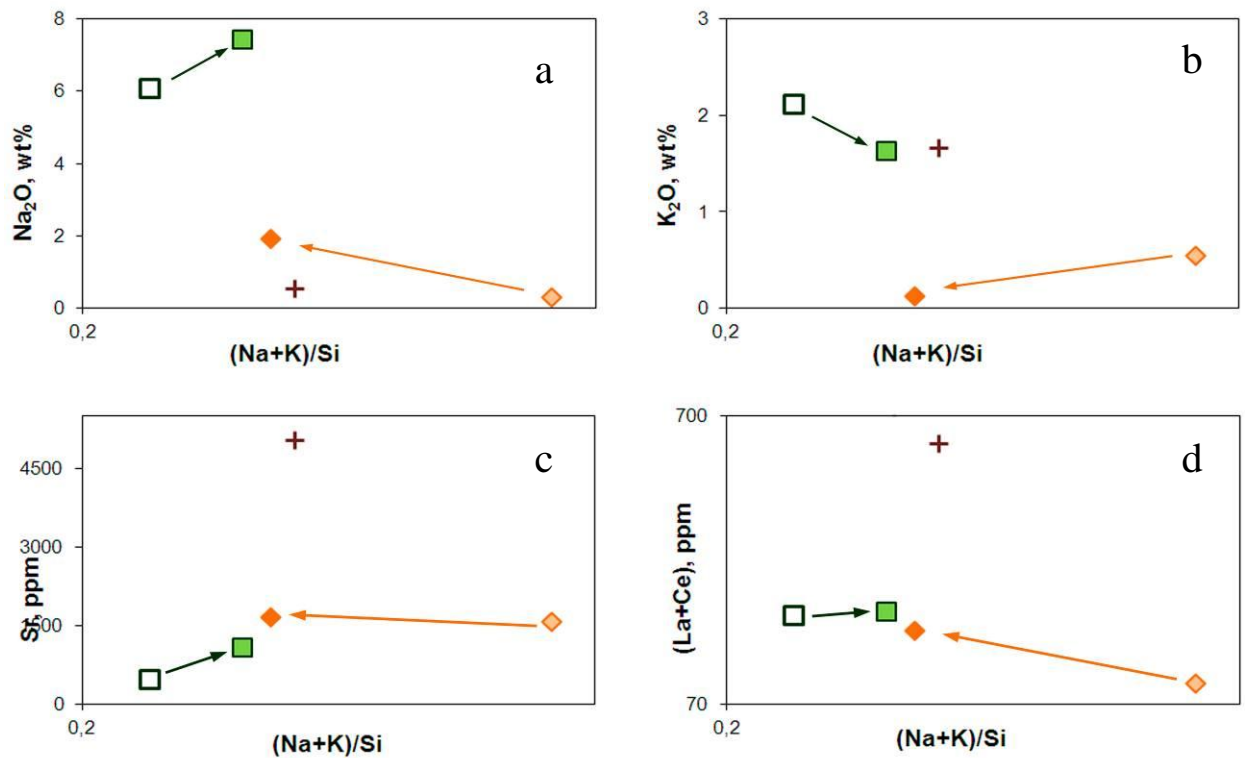 8
6
4
2
0
Na₂O, wt%
a
0,2
(Na+K)/Si
3
2
1
0
K₂O, wt%
b
0,2
(Na+K)/Si
4500
3000
1500
0
Sr, ppm
c
0,2
(Na+K)/Si
700
70
(La+Ce), ppm
d
0,2
(Na+K)/Si